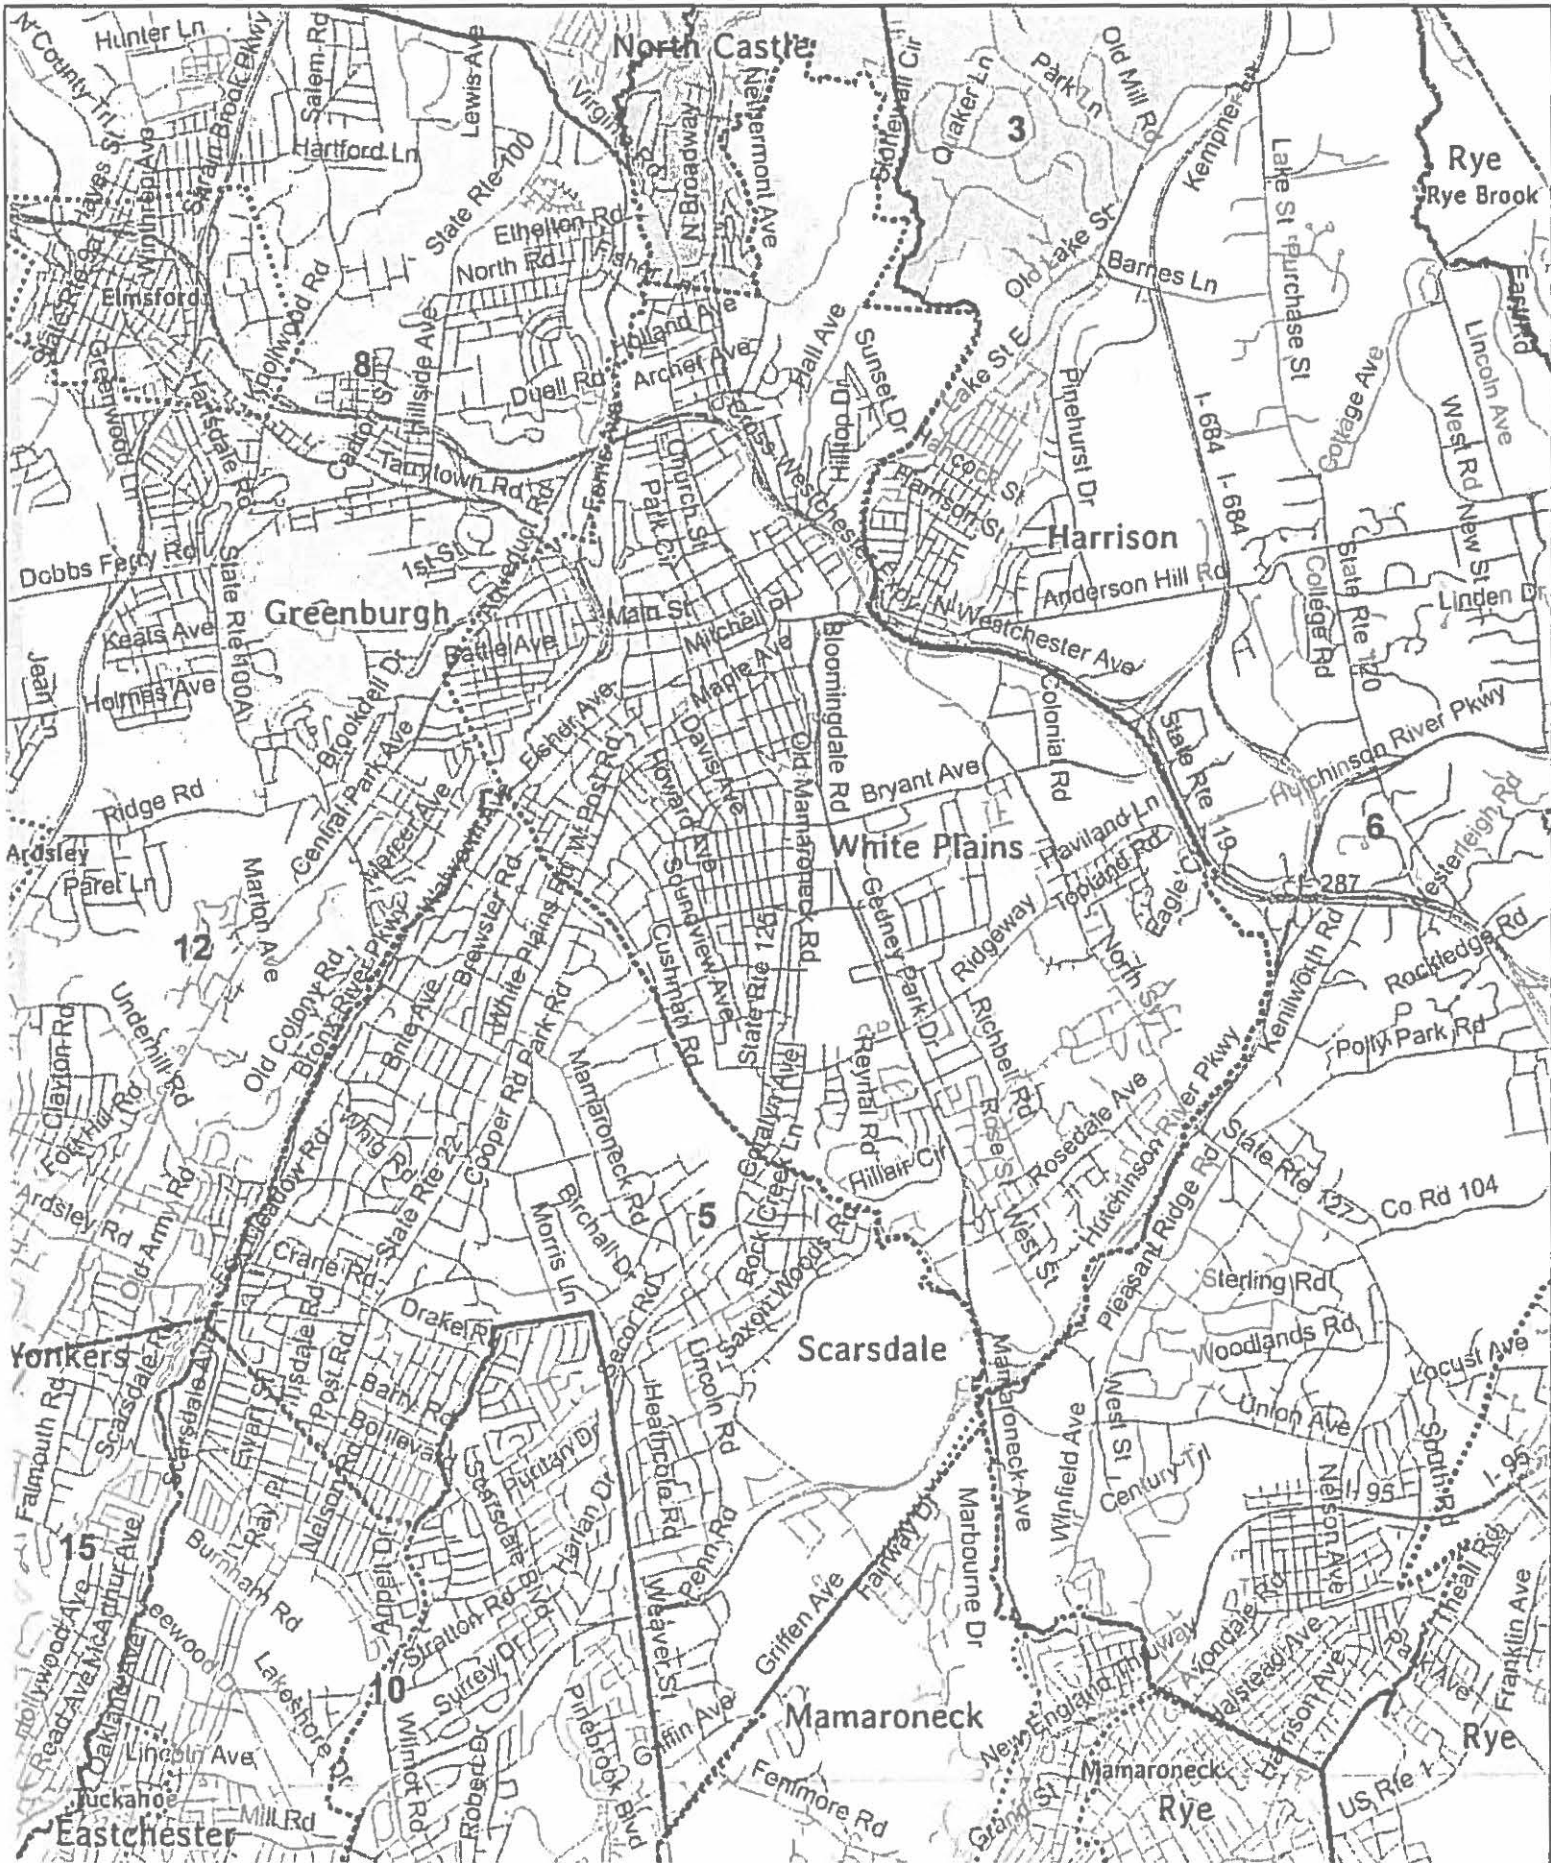 North Castle
N County Trl
Hunter Ln
Sprain Brook Pkwy
Salem Rd
Lewis Ave
Virginia Rd
N Broadway
Nethermont Ave
Stonewall Cir
Quaker Ln
Park Ln
Old Mill Rd
3
Kempner Ln
Lake St
Purchase St
Rye
Rye Brook
Hayes St
Winthrop Ave
Hartford Ln
State Rte 100
Elhellon Rd
North Rd
Fisher Ln
Old Lake St
Barnes Ln
Elmsford
Knollwood Rd
Holland Ave
Hall Ave
Sunset Dr
Lake St E
Lincoln Ave
8
Hillside Ave
Duell Rd
Archer Ave
Hilltop Dr
Pinehurst Dr
I-684
I-684
Cottage Ave
West Rd
Greenwood Ln
Harsdale Rd
Tarrytown Rd
Ferris Ave
Church St
Park Cir
Cross Westchester
Hancock St
Harrison St
Harrison
New St
Dobbs Ferry Rd
State Rte 100A
1st St
Aqueduct Rd
Greenburgh
Main St
Mitchell Pl
N Westchester Ave
Anderson Hill Rd
College Rd
State Rte 120
Linden Dr
Keats Ave
Jean Ln
Holmes Ave
Battle Ave
Brookdell Dr
Maple Ave
Bloomingdale Rd
Colonial Rd
Central Park Ave
Fisher Ave
W Post Rd
Davis Ave
Howard Ave
Old Mamaroneck Rd
Bryant Ave
State Rte
19
Hutchinson River Pkwy
Ridge Rd
Mercer Ave
White Plains
Haviland Ln
Topland Rd
6
Ardsley
Paret Ln
Marion Ave
Walworth Ave
Brewster Rd
White Plains Rd
Soundview Ave
Gedney Park Dr
Ridgeway
I-287
12
Old Colony Rd
Bronx River Pkwy
Brite Ave
Park Rd
Cushman Rd
State Rte 125
North St
Kenilworth Rd
Rockledge Rd
Polly Park Rd
Clayton Rd
Underhill Rd
Fort Hill Rd
Whig Rd
State Rte 22
Cooper Rd
Mamaroneck Rd
Corallyn Ave
Reynal Rd
Richbell Rd
Rose St
Rosedale Ave
Hutchinson River Pkwy
Pleasant Ridge Rd
State Rte 127
Co Rd 104
Ardsley Rd
Old Army Rd
Birchall Dr
Morris Ln
5
Rock Creek Ln
Saxon Woods Rd
Hillair Cir
West St
Crane Rd
Drake Rd
Sterling Rd
Woodlands Rd
Yonkers
Scarsdale Ave
Post Rd
Barry Rd
Boulevard
Secor Rd
Lincoln Rd
Scarsdale
Mamaroneck Ave
Locust Ave
Union Ave
Falmouth Rd
Ray Pl
Nelson Rd
Scarsdale Blvd
Puritan Dr
Harlan Dr
Heathcote Rd
Winfield Ave
West St
Century Trl
South Rd
I-95
I-95
15
Burnham Rd
Weaver St
Penn Rd
Fairway Dr
Marbourne Dr
Nelson Ave
Theall Rd
Hollywood Ave
Read Ave
McArthur Ave
Oakland Ave
Leewood Dr
Lakeshore Dr
Stratton Rd
Griffen Ave
Avondale Rd
Halstead Ave
Park Ave
Franklin Ave
10
Surrey Dr
Mamaroneck
New England Thruway
Harrison Ave
Rye
Lincoln Ave
Wilmot Rd
Robert Dr
Pinebrook Blvd
Mamaroneck
Tuckahoe
Mill Rd
Fenimore Rd
Grand St
Rye
US Rte 1
Eastchester